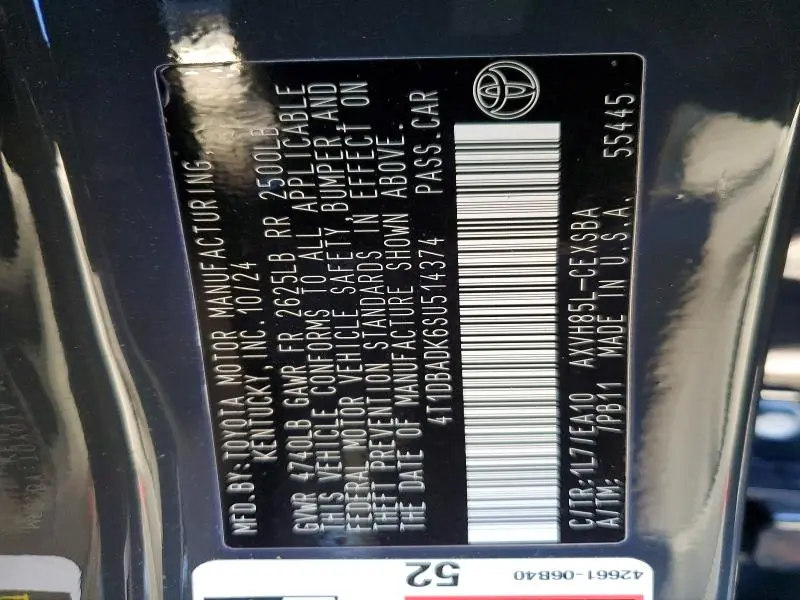 MFD.BY: TOYOTA MOTOR MANUFACTURING,
KENTUCKY, INC. 10/24
GVWR 4740LB GAWR FR 2625LB RR 2500LB
THIS VEHICLE CONFORMS TO ALL APPLICABLE
FEDERAL MOTOR VEHICLE SAFETY, BUMPER, AND
THEFT PREVENTION STANDARDS IN EFFECT ON
THE DATE OF MANUFACTURE SHOWN ABOVE.
4T1DBADK6SU514374 PASS.CAR
C/TR: 1L7/EA10 AXVH85L-CEXSBA
A/TM: /PB11 MADE IN U.S.A. 55445
52
42661-06B40